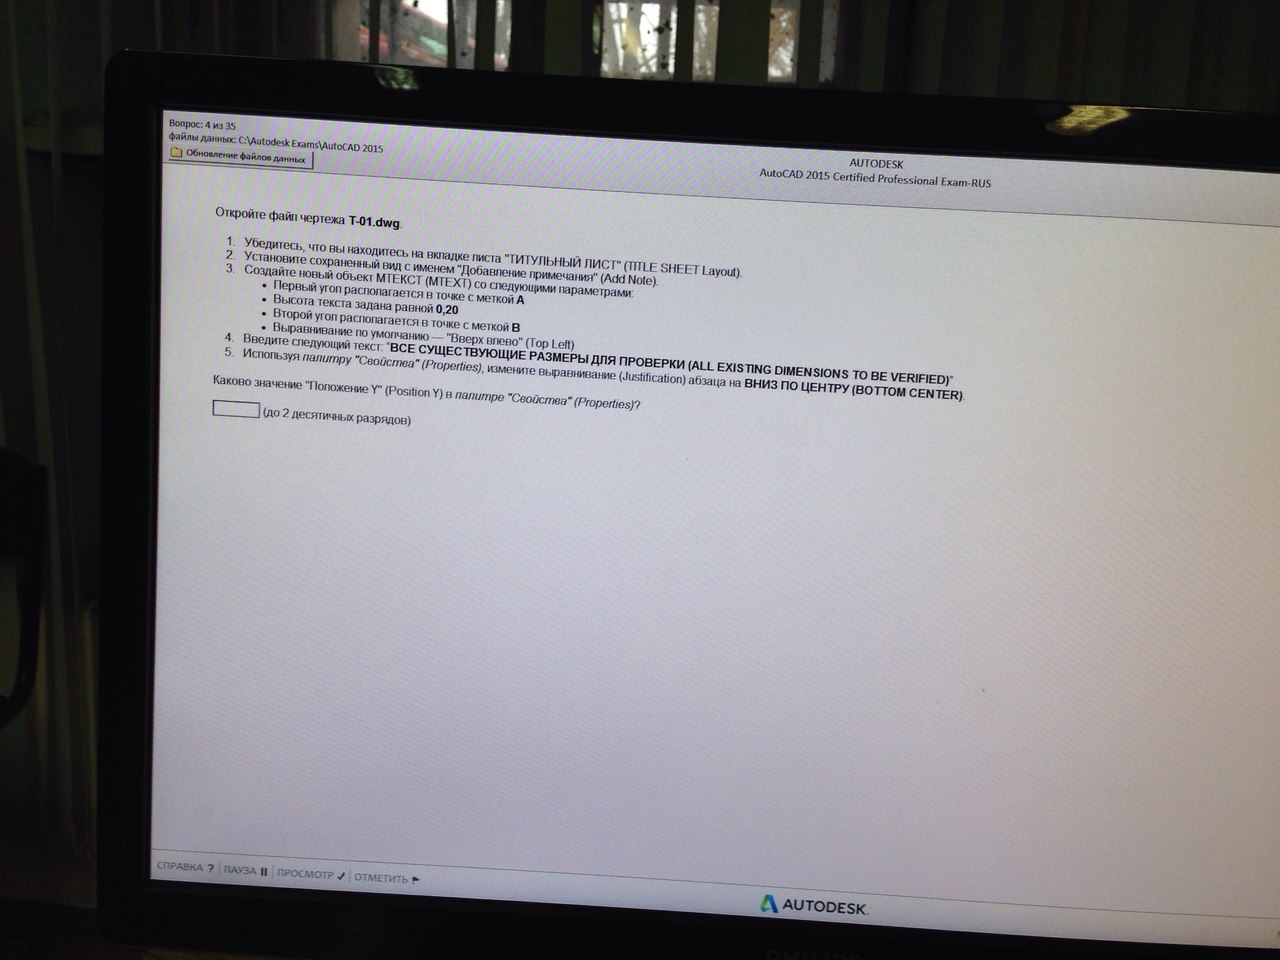 Вопрос: 4 из 35
файлы данных: C:\Autodesk Exams\AutoCAD 2015
Обновление файлов данных
AUTODESK
AutoCAD 2015 Certified Professional Exam-RUS
Откройте файл чертежа T-01.dwg.
1. Убедитесь, что вы находитесь на вкладке листа "ТИТУЛЬНЫЙ ЛИСТ" (TITLE SHEET Layout).
2. Установите сохраненный вид с именем "Добавление примечания" (Add Note).
3. Создайте новый объект МТЕКСТ (MTEXT) со следующими параметрами:
• Первый угол располагается в точке с меткой A
• Высота текста задана равной 0,20
• Второй угол располагается в точке с меткой B
• Выравнивание по умолчанию — "Вверх влево" (Top Left)
4. Введите следующий текст: "ВСЕ СУЩЕСТВУЮЩИЕ РАЗМЕРЫ ДЛЯ ПРОВЕРКИ (ALL EXISTING DIMENSIONS TO BE VERIFIED)"
5. Используя палитру "Свойства" (Properties), измените выравнивание (Justification) абзаца на ВНИЗ ПО ЦЕНТРУ (BOTTOM CENTER).
Каково значение "Положение Y" (Position Y) в палитре "Свойства" (Properties)?
(до 2 десятичных разрядов)
СПРАВКА ? ПАУЗА ПРОСМОТР ОТМЕТИТЬ
AUTODESK.